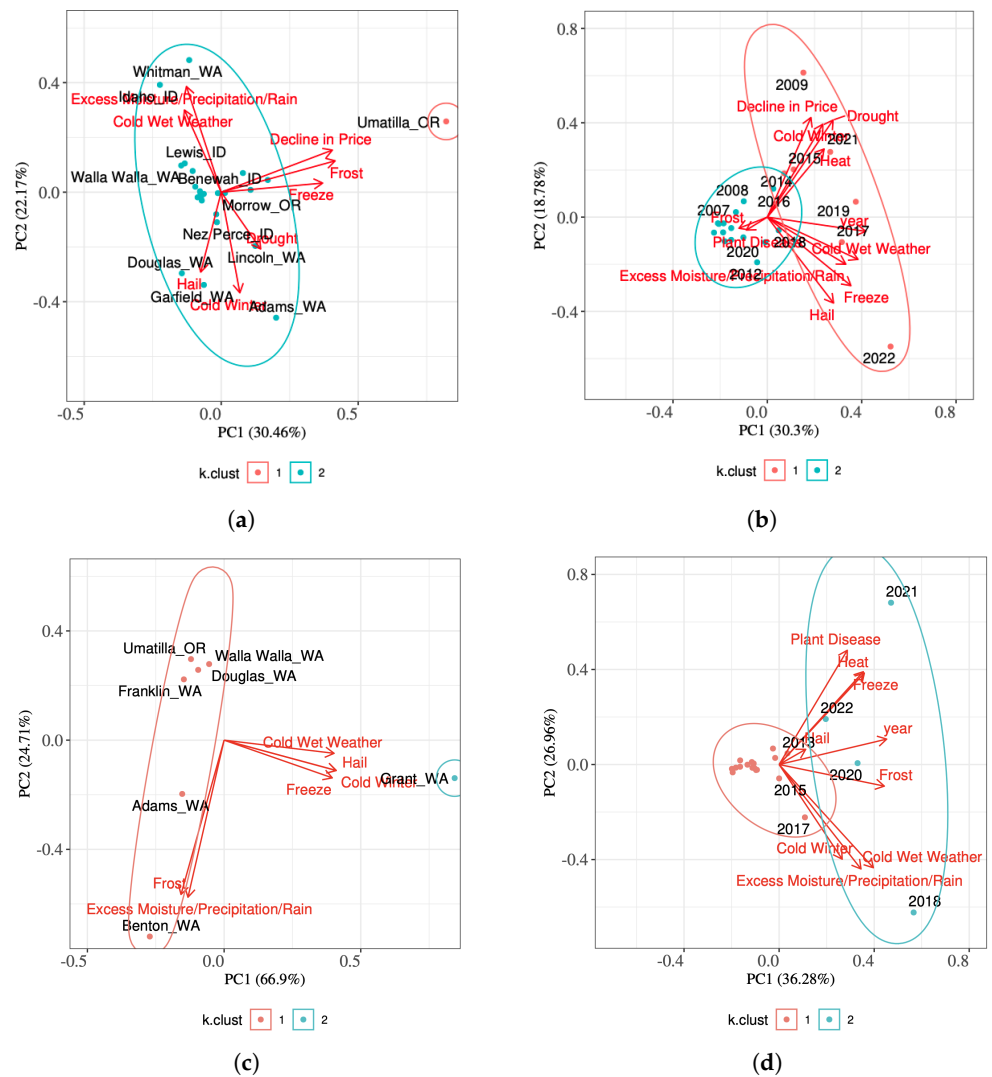 0.4
0.0
-0.4
PC2 (22.17%)
Whitman_WA
Idaho_ID
Excess Moisture/Precipitation/Rain
Cold Wet Weather
Umatilla_OR
Decline in Price
Lewis_ID
Frost
Walla Walla_WA
Benewah_ID
Freeze
Morrow_OR
Nez Perce_ID
Drought
Lincoln_WA
Douglas_WA
Hail
Garfield_WA
Cold Winter
Adams_WA
-0.5
0.0
0.5
PC1 (30.46%)
k.clust
1
2
(a)
0.8
0.4
0.0
-0.4
PC2 (18.78%)
2009
Decline in Price
Drought
Cold Winter
2021
2015
Heat
2014
2008
2016
2007
2019
Frost
year
2017
Plant Disease
2018
Cold Wet Weather
2020
2012
Excess Moisture/Precipitation/Rain
Freeze
Hail
2022
-0.4
0.0
0.4
0.8
PC1 (30.3%)
k.clust
1
2
(b)
0.4
0.0
-0.4
PC2 (24.71%)
Umatilla_OR
Walla Walla_WA
Douglas_WA
Franklin_WA
Cold Wet Weather
Hail
Cold Winter
Grant_WA
Freeze
Adams_WA
Frost
Excess Moisture/Precipitation/Rain
Benton_WA
-0.5
0.0
0.5
PC1 (66.9%)
k.clust
1
2
(c)
0.8
0.4
0.0
-0.4
PC2 (26.96%)
2021
Plant Disease
Heat
Freeze
2022
year
2013
Hail
2020
Frost
2015
2017
Cold Winter
Cold Wet Weather
Excess Moisture/Precipitation/Rain
2018
-0.4
0.0
0.4
0.8
PC1 (36.28%)
k.clust
1
2
(d)